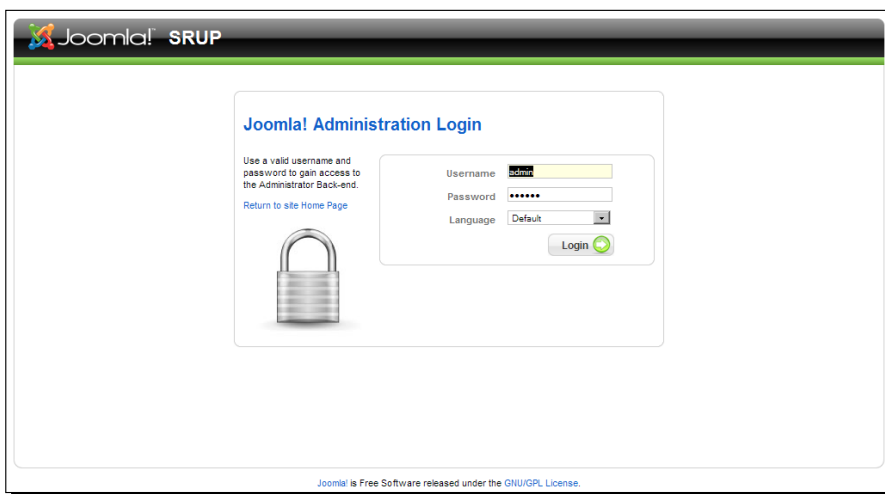 Joomla! SRUP
Joomla! Administration Login
Use a valid username and
password to gain access to
the Administrator Back-end.
Return to site Home Page
Username admin
Password ••••••
Language Default
Login
Joomla! is Free Software released under the GNU/GPL License.